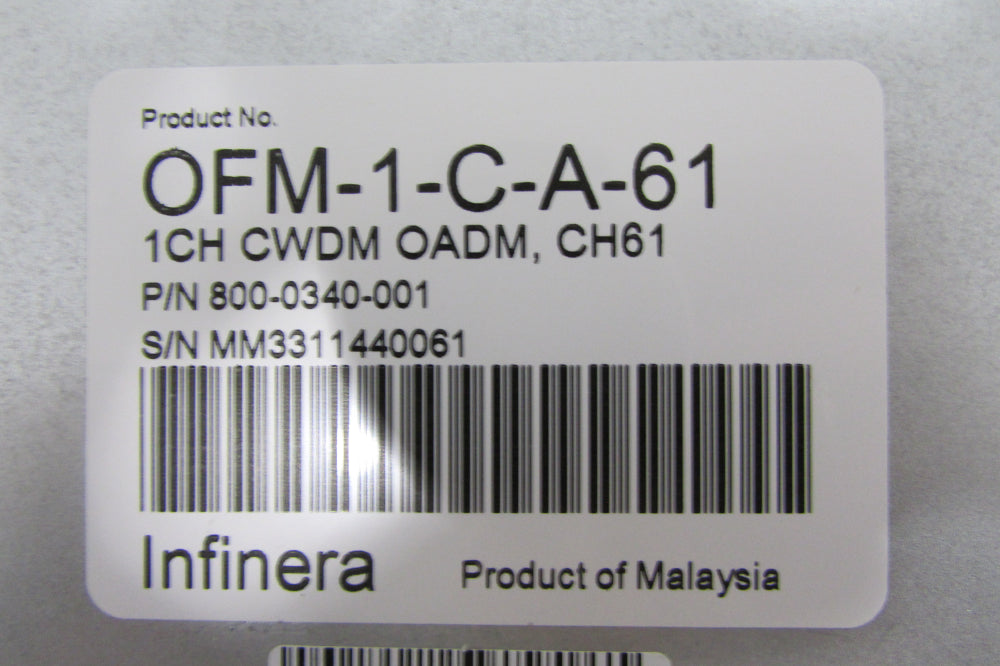 Product No.
OFM-1-C-A-61
1CH CWDM OADM, CH61
P/N 800-0340-001
S/N MM3311440061
Infinera
Product of Malaysia